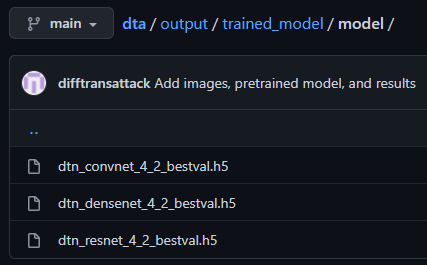 main dta / output / trained_model / model /
difftransattack Add images, pretrained model, and results
..
dtn_convnet_4_2_bestval.h5
dtn_densenet_4_2_bestval.h5
dtn_resnet_4_2_bestval.h5